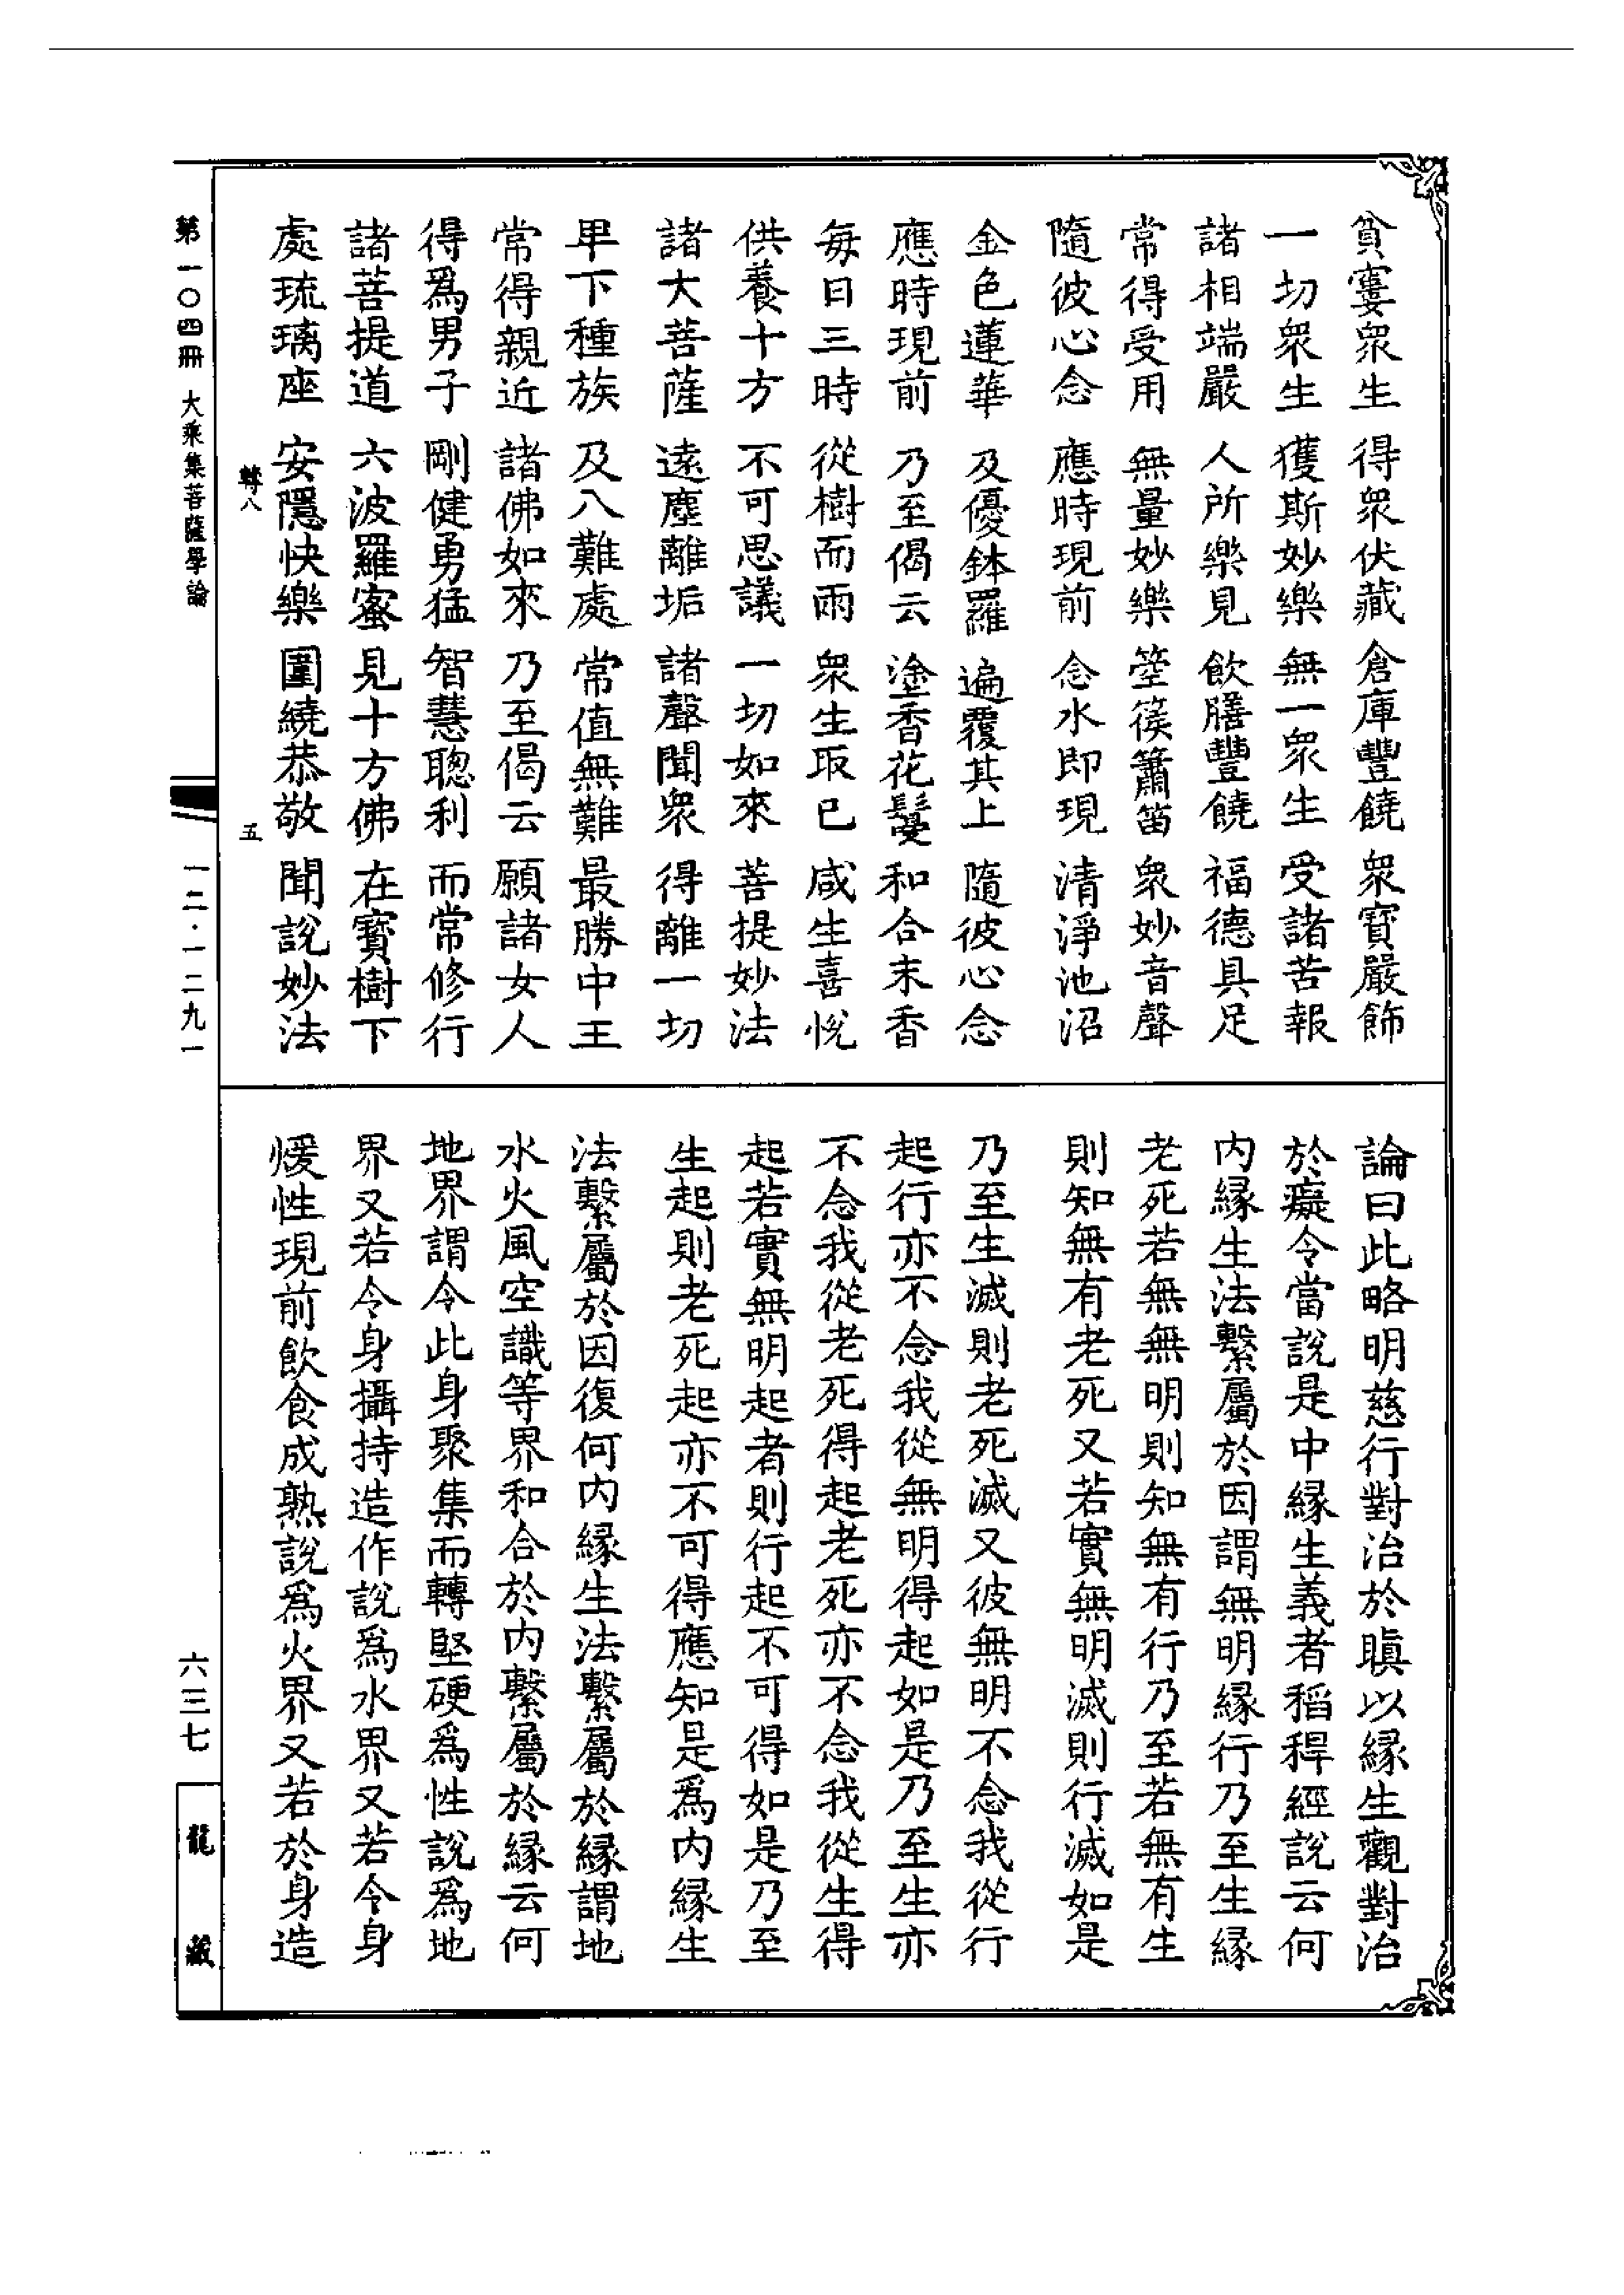 貧窶衆生　得衆伏藏　倉庫豐饒　衆寶嚴飾
一切衆生　獲斯妙樂　無一衆生　受諸苦報
諸相端嚴　人所樂見　飲膳豐饒　福德具足
常得受用　無量妙樂　箜篌簫笛　衆妙音聲
隨彼心念　應時現前　念水即現　清淨池沼
金色蓮華　及優鉢羅　遍覆其上　隨彼心念
應時現前　乃至偈云　塗香花鬘　和合末香
每日三時　從樹而雨　衆生取已　咸生喜悅
供養十方　不可思議　一切如來　菩提妙法
諸大菩薩　遠塵離垢　諸聲聞衆　得離一切
早下種族　及八難處　常值無難　最勝中王
常得親近　諸佛如來　乃至偈云　願諸女人
得爲男子　剛健勇猛　智慧聰利　而常修行
諸菩提道　六波羅蜜　見十方佛　在寳樹下
處琉璃座　安隱快樂　圍繞恭敬　聞說妙法
論曰此略明慈行對治於瞋以縁生觀對治
於癡令當說是中縁生義者稻稈經說云何
内縁生法繫屬於因謂無明縁行乃至生縁
老死若無無明則知無有行乃至若無有生
則知無有老死又若實無明滅則行滅如是
乃至生滅則老死滅又彼無明不念我從行
起行亦不念我從無明得起如是乃至生亦
不念我從老死得起老死亦不念我從生得
起若實無明起者則行起不可得如是乃至
生起則老死起亦不可得應知是爲内縁生
法繫屬於因復何内縁生法繫屬於縁謂地
水火風空識等界和合於内繫屬於縁云何
地界謂令此身聚集而轉堅硬爲性說爲地
界又若令身攝持造作說爲水界又若令身
煖性現前飲食成熟說爲火界又若於身造
轉八　五
第一〇四冊　大乘集菩薩學論　一二·一二九一　六三七　龍藏